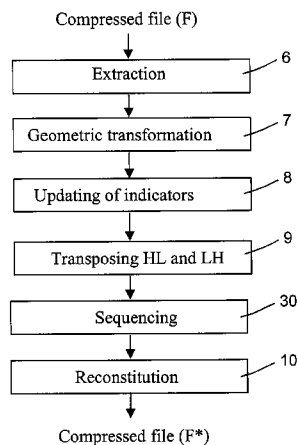 Compressed file (F)
6
Extraction
7
Geometric transformation
8
Updating of indicators
9
Transposing HL and LH
30
Sequencing
10
Reconstitution
Compressed file (F*)